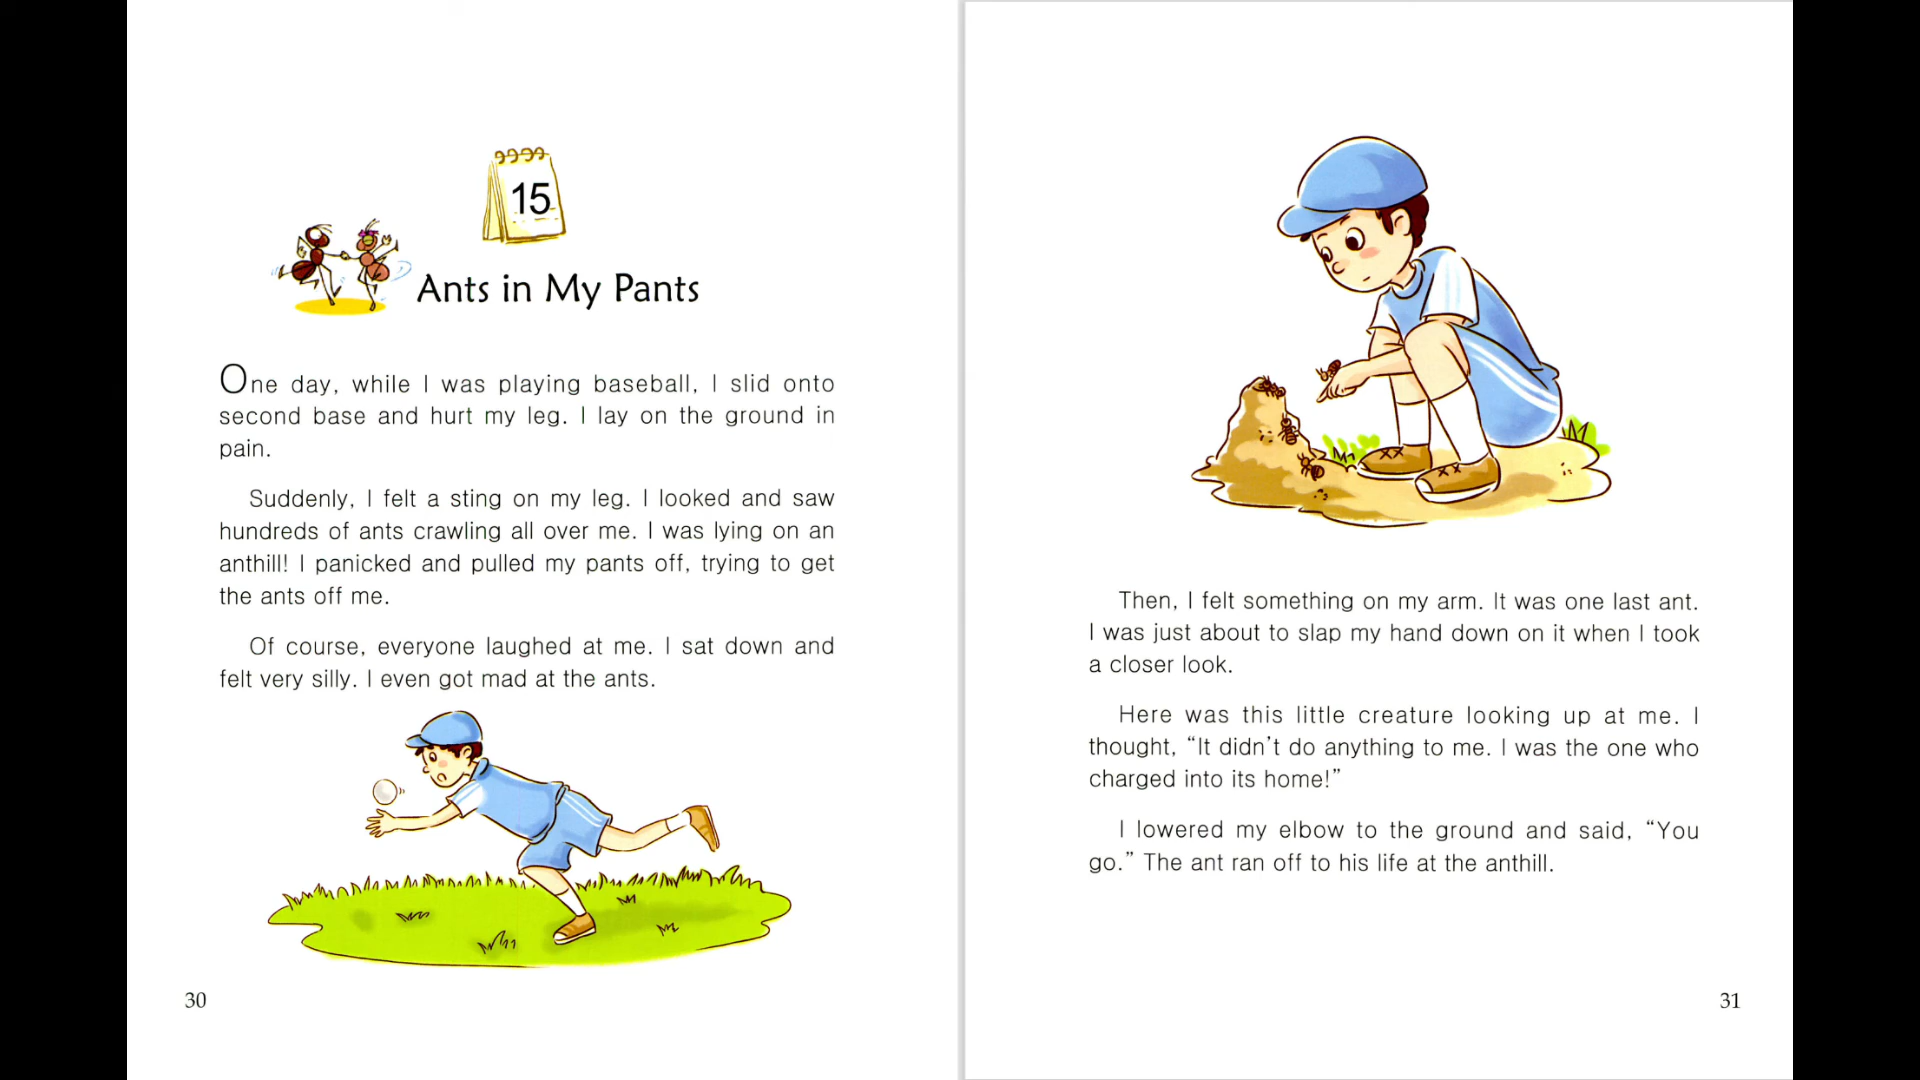 15
Ants in My Pants
One day, while I was playing baseball, I slid onto
second base and hurt my leg. I lay on the ground in
pain.
Suddenly, I felt a sting on my leg. I looked and saw
hundreds of ants crawling all over me. I was lying on an
anthill! I panicked and pulled my pants off, trying to get
the ants off me.
Of course, everyone laughed at me. I sat down and
felt very silly. I even got mad at the ants.
30
Then, I felt something on my arm. It was one last ant.
I was just about to slap my hand down on it when I took
a closer look.
Here was this little creature looking up at me. I
thought, “It didn’t do anything to me. I was the one who
charged into its home!”
I lowered my elbow to the ground and said, “You
go.” The ant ran off to his life at the anthill.
31